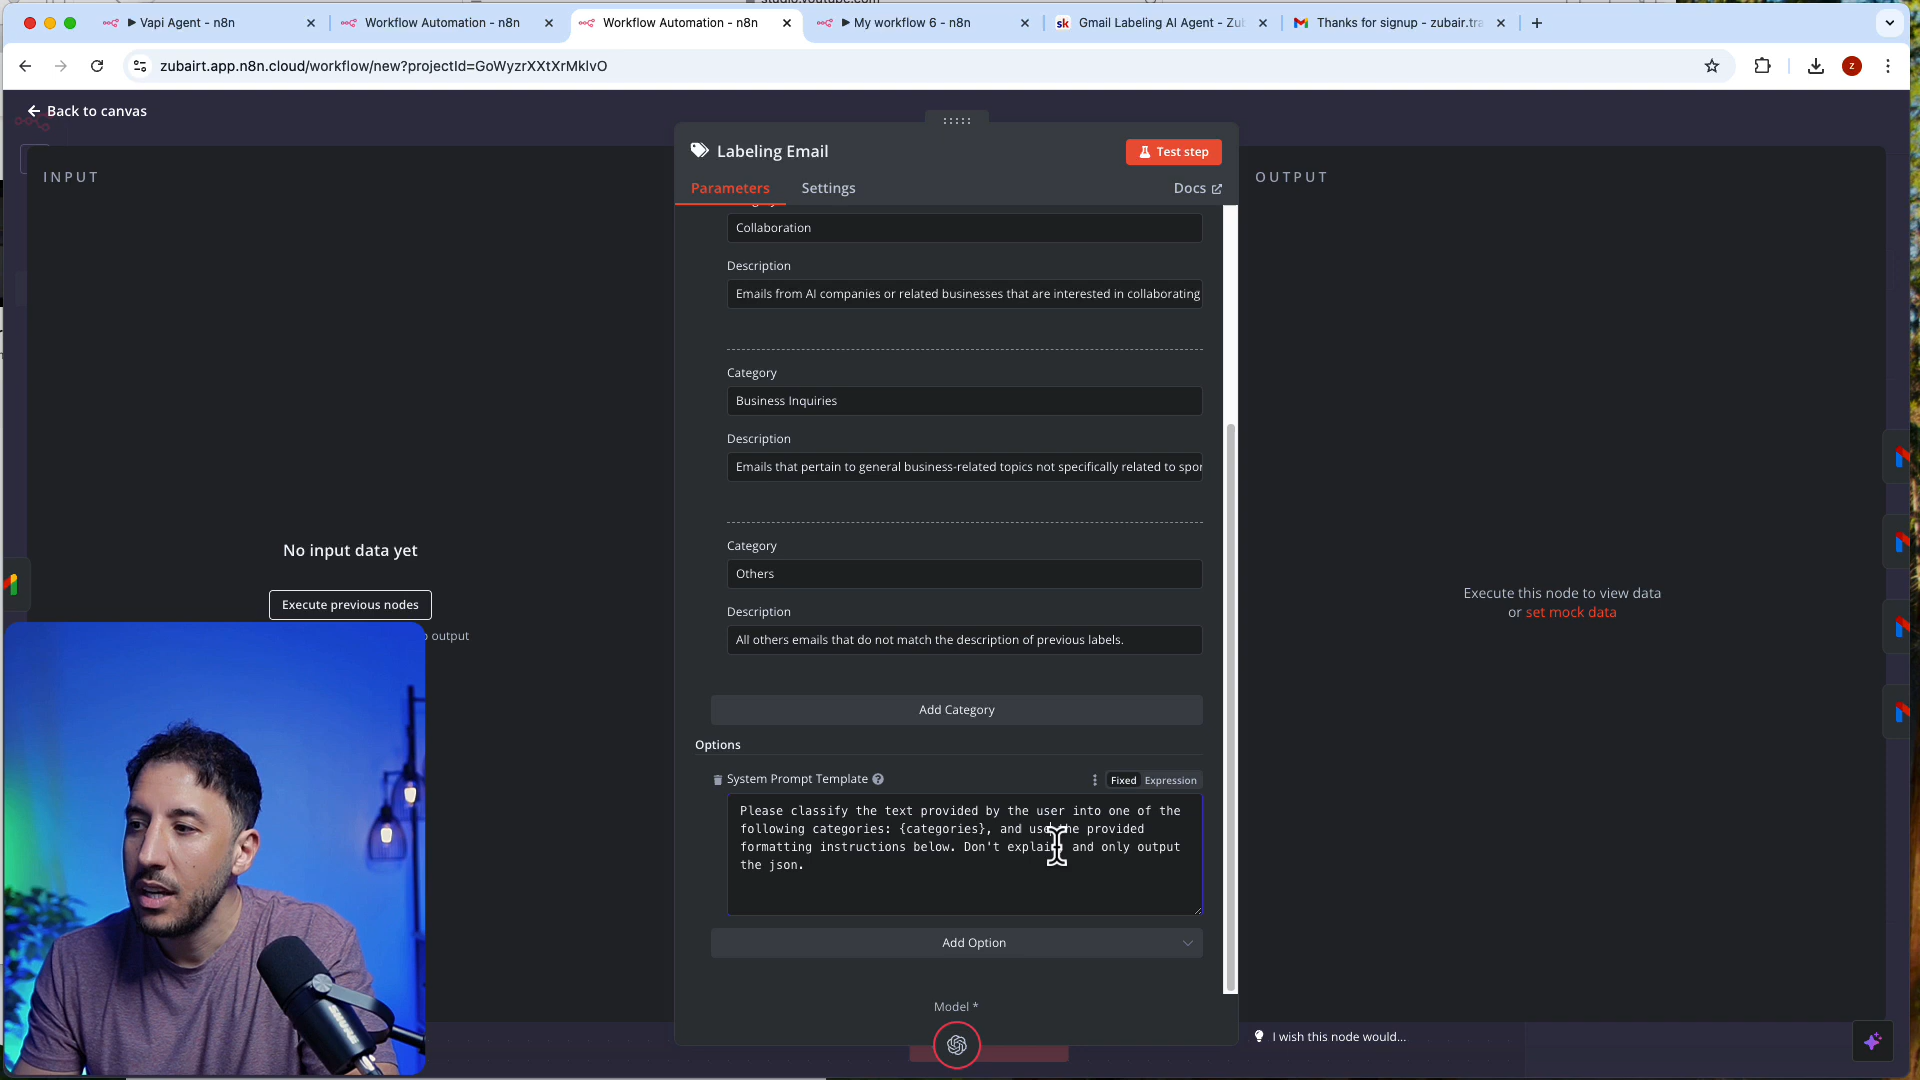 Vapi Agent - n8n
Workflow Automation - n8n
Workflow Automation - n8n
My workflow 6 - n8n
sk
Gmail Labeling AI Agent - Zu
Thanks for signup - zubair.tra
zubairt.app.n8n.cloud/workflow/new?projectId=GoWyzrXXtXrMklvO
z
Back to canvas
INPUT
Labeling Email
Test step
Parameters
Settings
Docs
OUTPUT
Collaboration
Description
Emails from AI companies or related businesses that are interested in collaborating
Category
Business Inquiries
Description
Emails that pertain to general business-related topics not specifically related to spor
Category
Others
Description
All others emails that do not match the description of previous labels.
Add Category
Options
System Prompt Template
Fixed
Expression
Please classify the text provided by the user into one of the
following categories: {categories}, and use the provided
formatting instructions below. Don't explain, and only output
the json.
Add Option
Model *
No input data yet
Execute previous nodes
output
Execute this node to view data
or set mock data
I wish this node would...